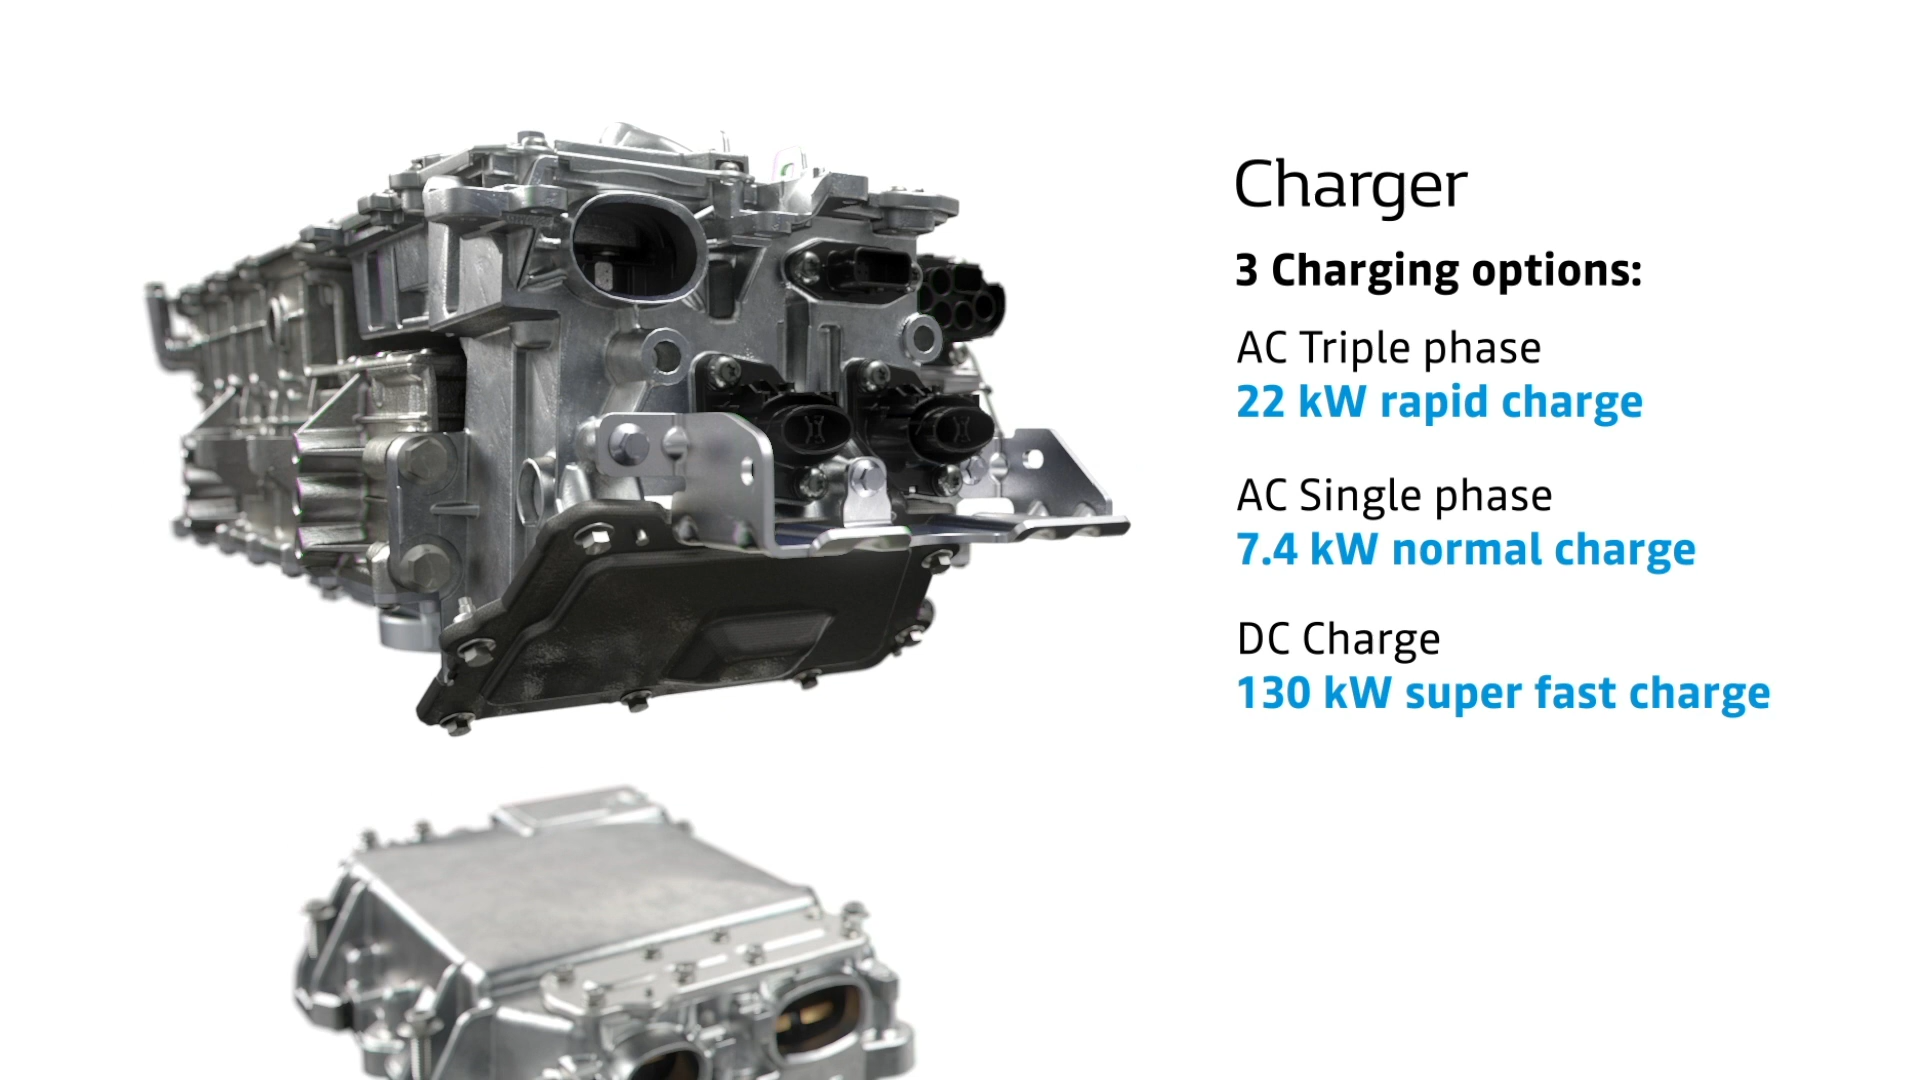 Charger
3 Charging options:
AC Triple phase
22 kW rapid charge
AC Single phase
7.4 kW normal charge
DC Charge
130 kW super fast charge